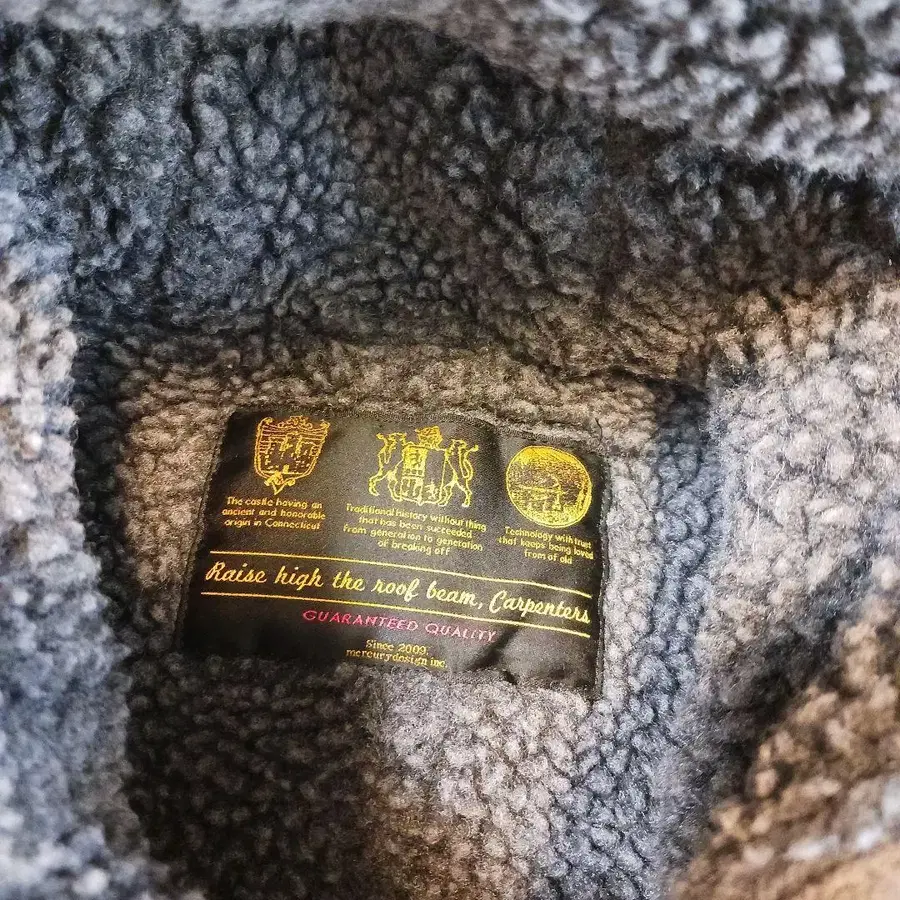 The castle having an
ancient and honorable
origin in Connecticut
Traditional history without thing
that has been succeeded
from generation to generation
of breaking off
Technology with trust
that keeps being loved
from of old
Raise high the roof beam, Carpenters
GUARANTEED QUALITY
Since 2009.
mercurydesign inc.